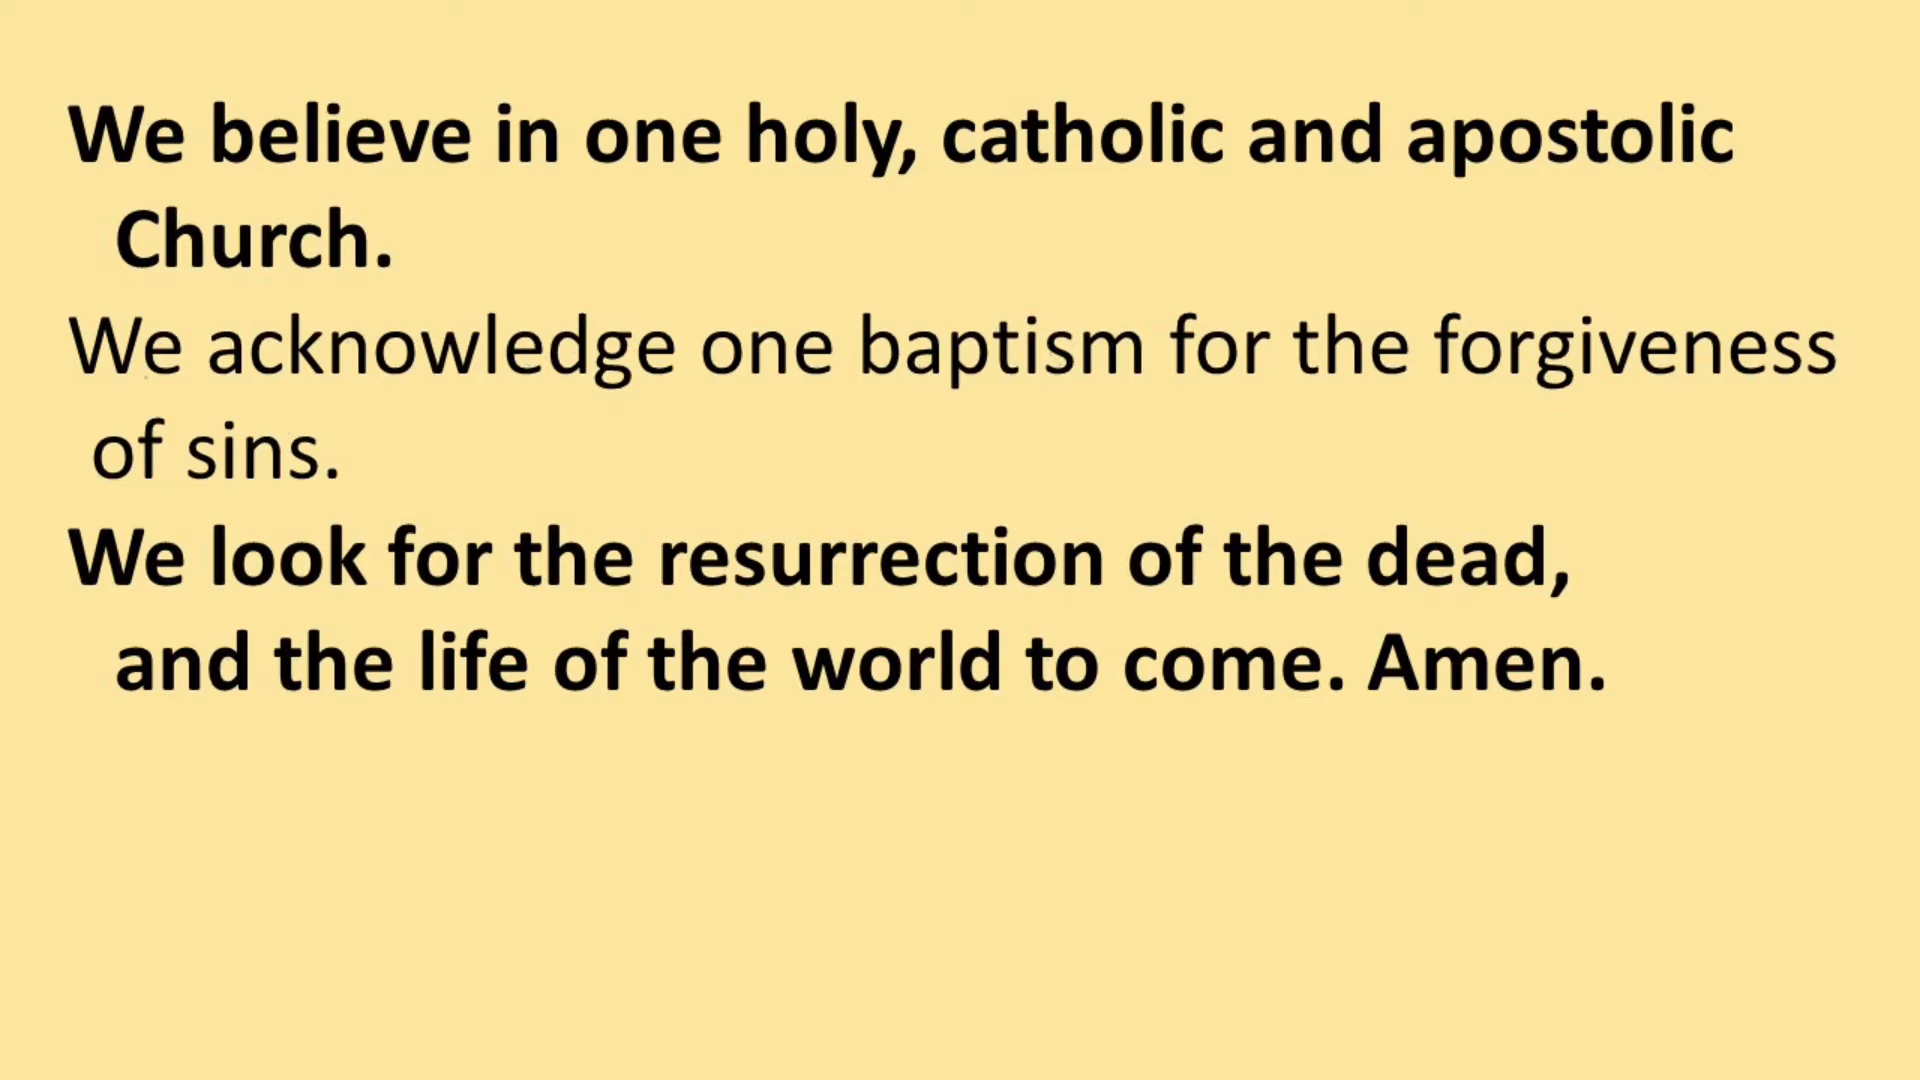 We believe in one holy, catholic and apostolic
Church.
We acknowledge one baptism for the forgiveness
of sins.
We look for the resurrection of the dead,
and the life of the world to come. Amen.